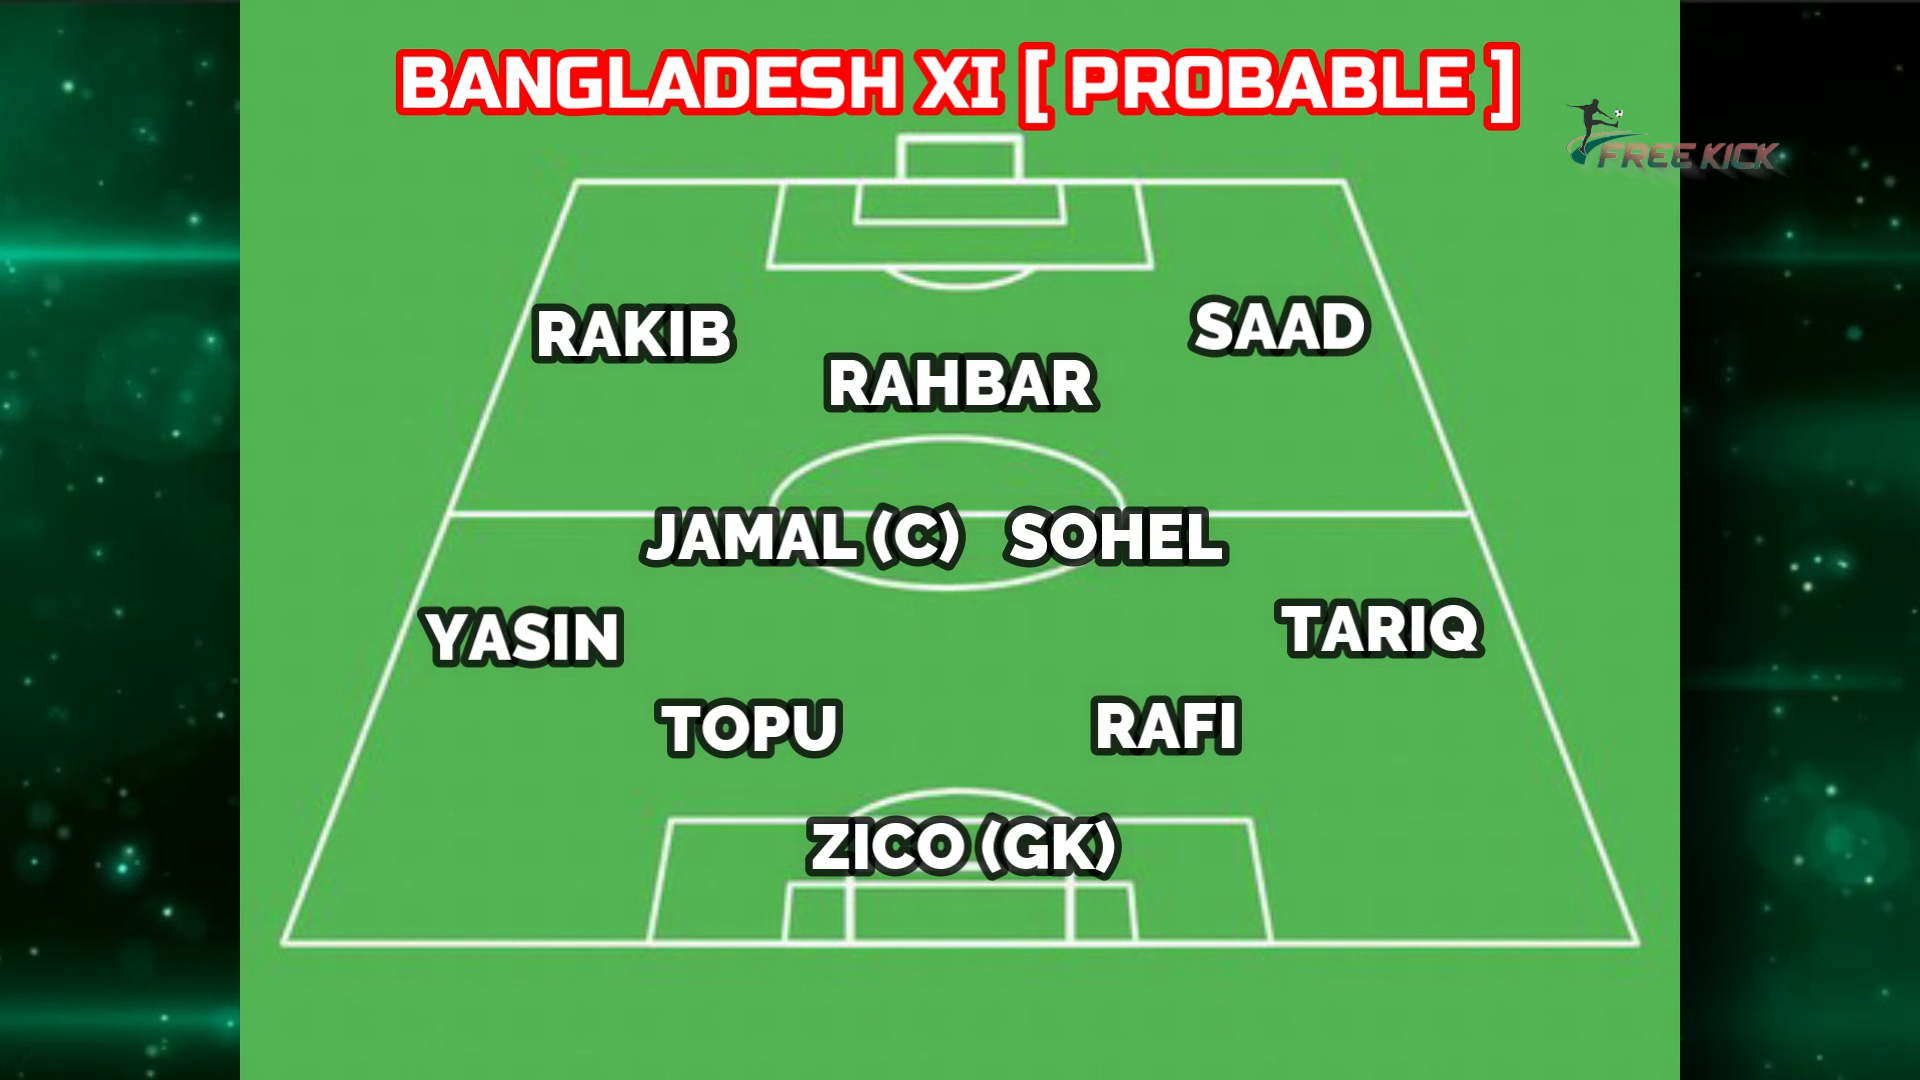 BANGLADESH XI [ PROBABLE ]
FREE KICK
RAKIB
SAAD
RAHBAR
JAMAL (C) SOHEL
YASIN
TARIQ
TOPU
RAFI
ZICO (GK)